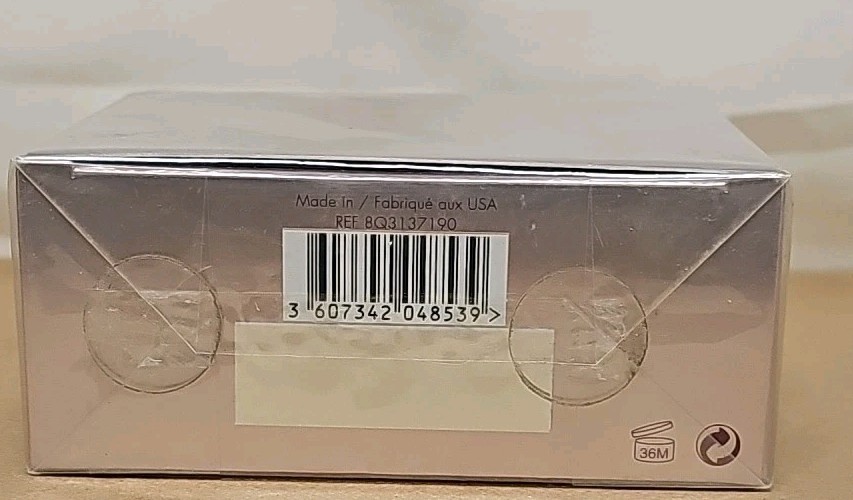 Made in / Fabriqué aux USA
REF 8Q3137190
3 607342 048539 >
36M